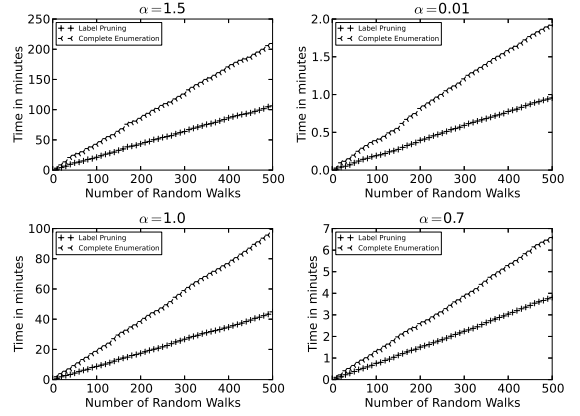 α=1.5
Time in minutes
250
200
150
100
50
0
Label Pruning
Complete Enumeration
0 100 200 300 400 500
Number of Random Walks
α=0.01
Time in minutes
2.0
1.5
1.0
0.5
0.0
Label Pruning
Complete Enumeration
0 100 200 300 400 500
Number of Random Walks
α=1.0
Time in minutes
100
80
60
40
20
0
Label Pruning
Complete Enumeration
0 100 200 300 400 500
Number of Random Walks
α=0.7
Time in minutes
7
6
5
4
3
2
1
0
Label Pruning
Complete Enumeration
0 100 200 300 400 500
Number of Random Walks